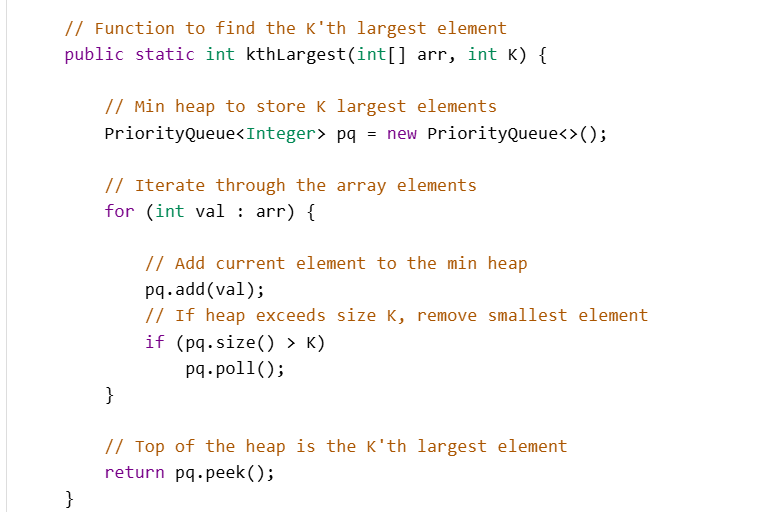 // Function to find the K'th largest element
public static int kthLargest(int[] arr, int K) {
// Min heap to store K largest elements
PriorityQueue<Integer> pq = new PriorityQueue<>();
// Iterate through the array elements
for (int val : arr) {
// Add current element to the min heap
pq.add(val);
// If heap exceeds size K, remove smallest element
if (pq.size() > K)
pq.poll();
}
// Top of the heap is the K'th largest element
return pq.peek();
}